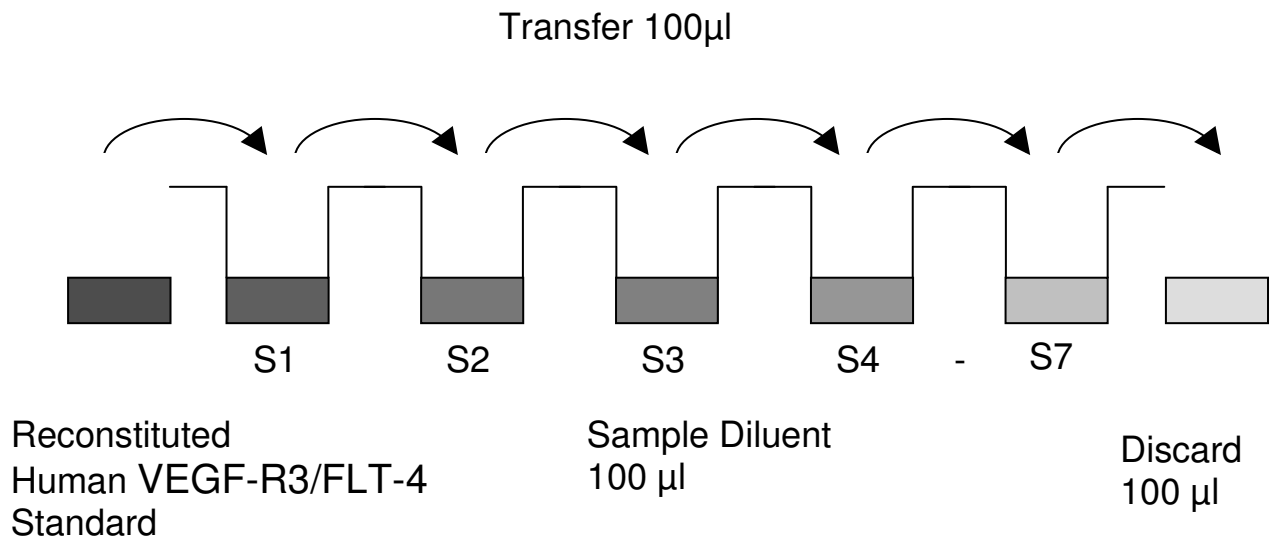 Transfer 100µl
S1 S2 S3 S4 - S7
Reconstituted
Human VEGF-R3/FLT-4
Standard
Sample Diluent
100 µl
Discard
100 µl